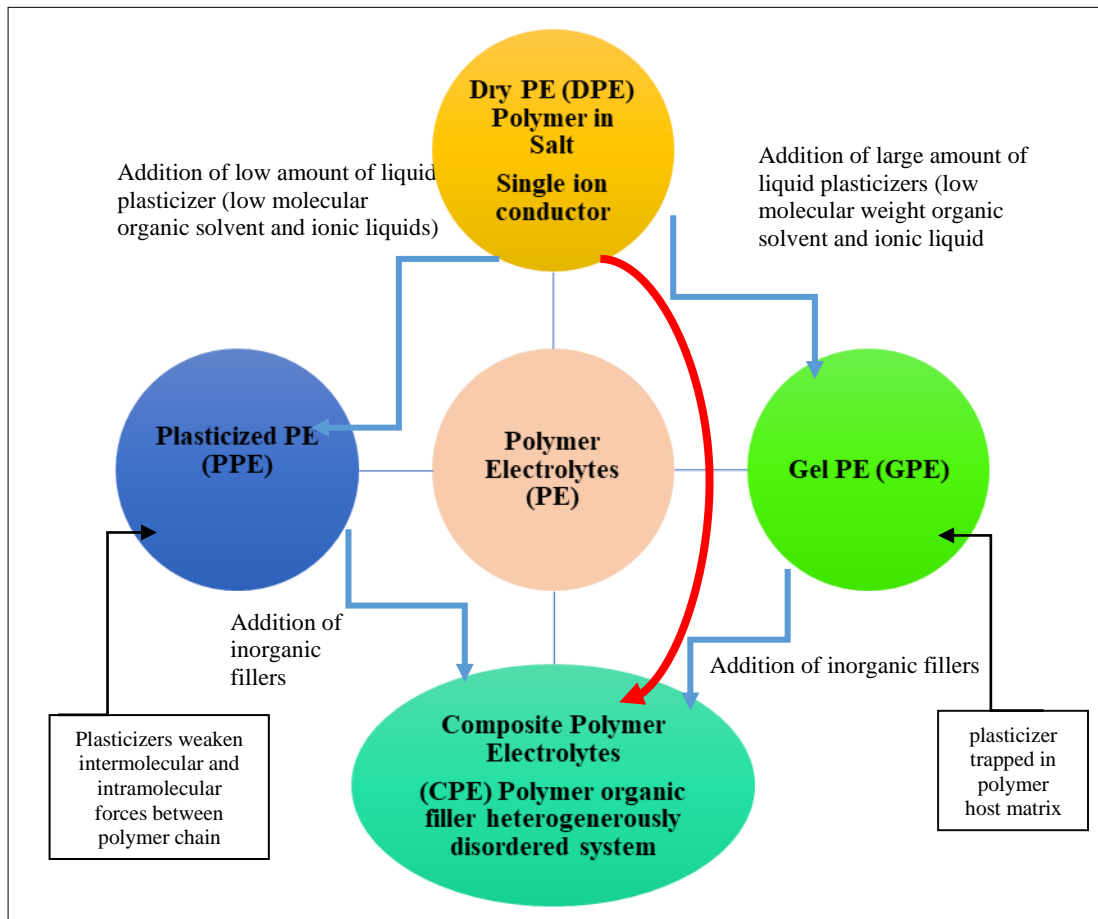 Dry PE (DPE)
Polymer in
Salt
Single ion
conductor
Addition of low amount of liquid
plasticizer (low molecular
organic solvent and ionic liquids)
Addition of large amount of
liquid plasticizers (low
molecular weight organic
solvent and ionic liquid
Plasticized PE
(PPE)
Polymer
Electrolytes
(PE)
Gel PE (GPE)
Addition of
inorganic
fillers
Addition of inorganic fillers
Plasticizers weaken
intermolecular and
intramolecular
forces between
polymer chain
Composite Polymer
Electrolytes
(CPE) Polymer organic
filler heterogenerously
disordered system
plasticizer
trapped in
polymer
host matrix